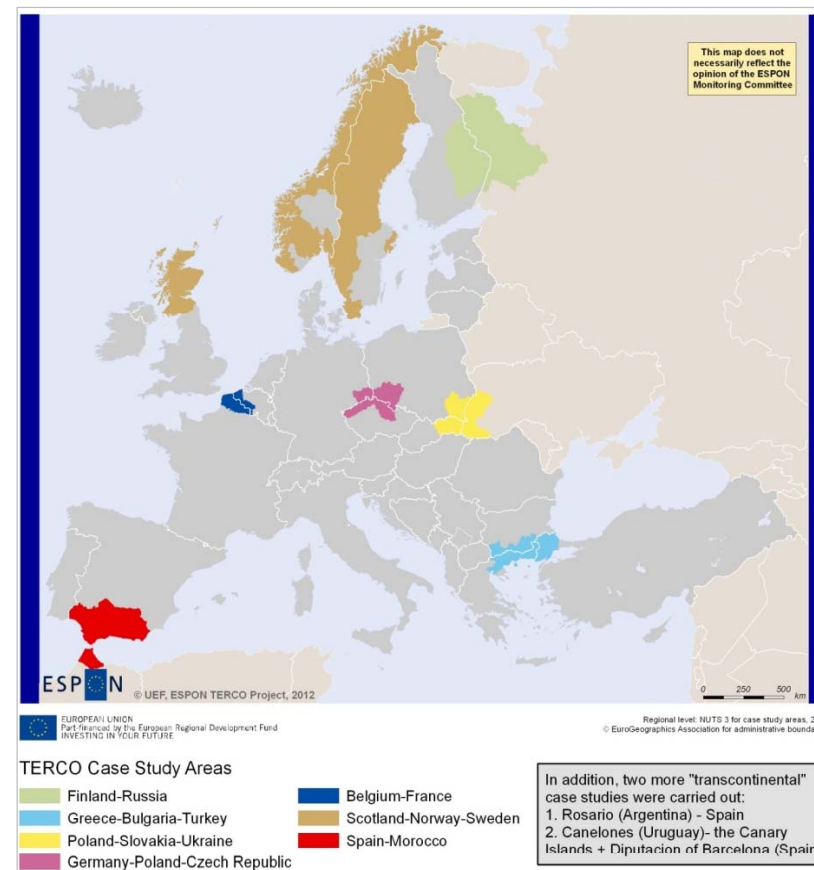 This map does not
necessarily reflect the
opinion of the ESPON
Monitoring Committee
ESPON
© UEF, ESPON TERCO Project, 2012
0 250 500
km
EUROPEAN UNION
Part-financed by the European Regional Development Fund
INVESTING IN YOUR FUTURE
Regional level: NUTS 3 for case study areas, 2
© EuroGeographics Association for administrative bounda
TERCO Case Study Areas
Finland-Russia
Greece-Bulgaria-Turkey
Poland-Slovakia-Ukraine
Germany-Poland-Czech Republic
Belgium-France
Scotland-Norway-Sweden
Spain-Morocco
In addition, two more "transcontinental"
case studies were carried out:
1. Rosario (Argentina) - Spain
2. Canelones (Uruguay)- the Canary
Islands + Diputacion of Barcelona (Spain